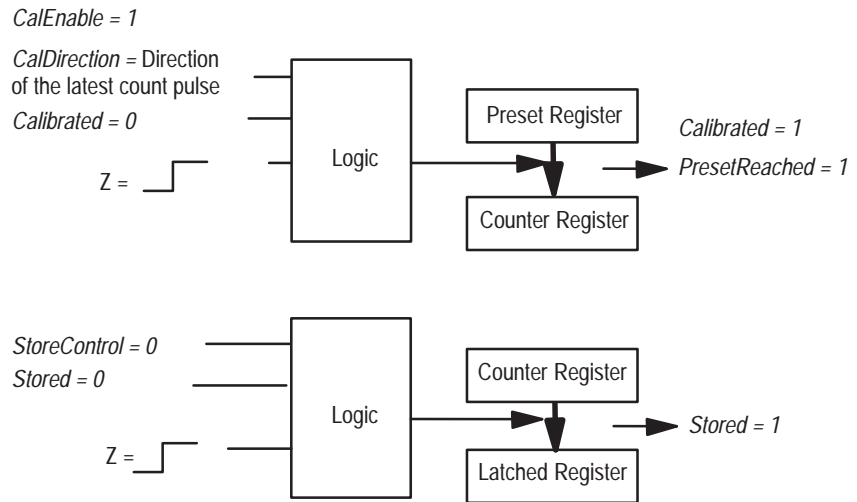 CalEnable = 1
CalDirection = Direction
of the latest count pulse
Calibrated = 0
Z =
Logic
Preset Register
Counter Register
Calibrated = 1
PresetReached = 1
StoreControl = 0
Stored = 0
Z =
Logic
Counter Register
Latched Register
Stored = 1